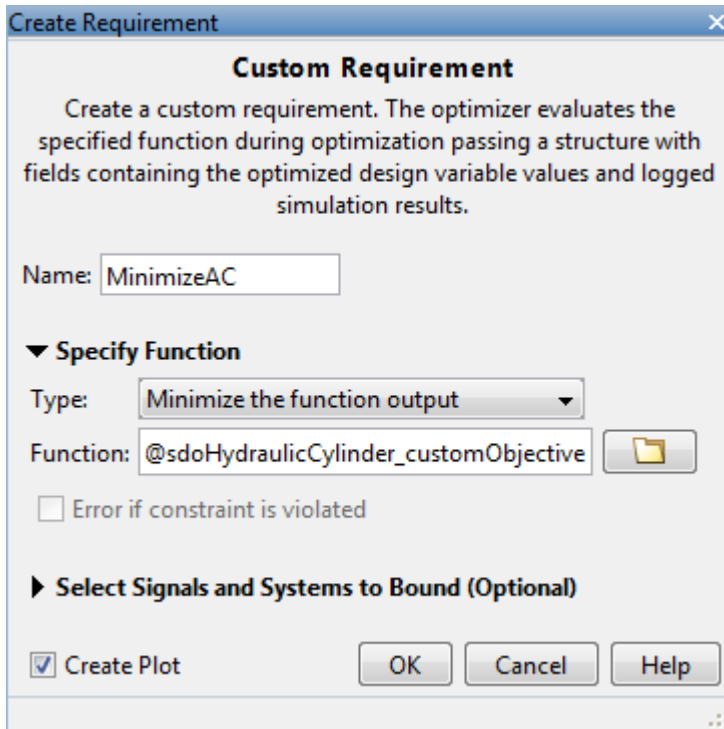 Create Requirement
Custom Requirement
Create a custom requirement. The optimizer evaluates the
specified function during optimization passing a structure with
fields containing the optimized design variable values and logged
simulation results.
Name: MinimizeAC
Specify Function
Type: Minimize the function output
Function: @sdoHydraulicCylinder_customObjective
Error if constraint is violated
Select Signals and Systems to Bound (Optional)
Create Plot OK Cancel Help